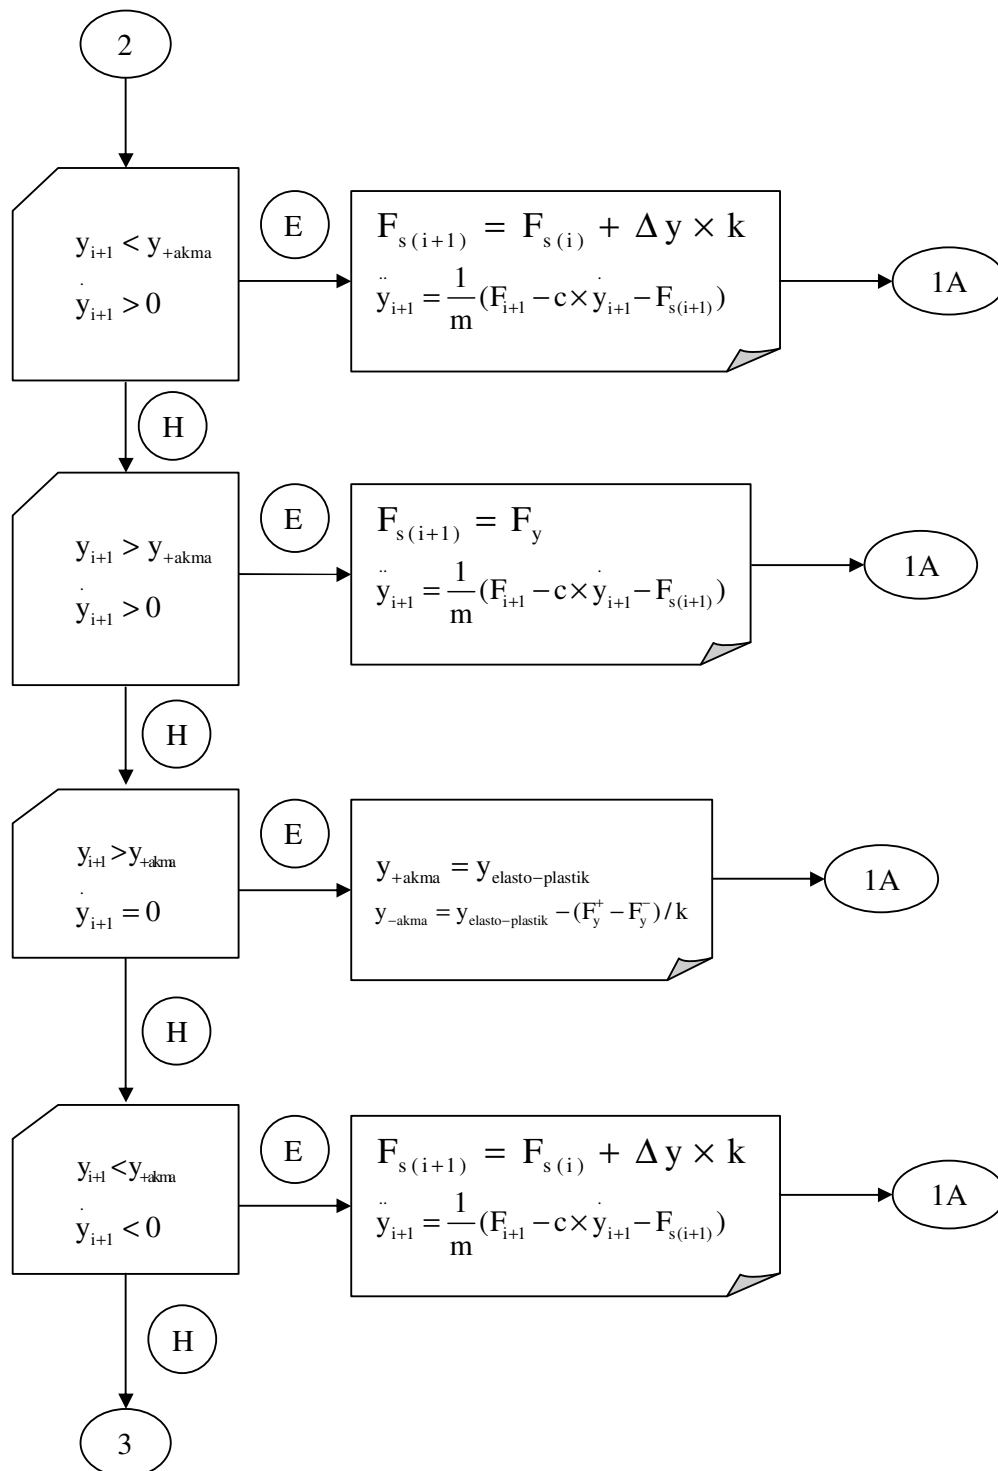 2
y_{i+1} < y_{+akma}
ẏ_{i+1} > 0
E
F_{s(i+1)} = F_{s(i)} + Δy × k
ÿ_{i+1} = \frac{1}{m}(F_{i+1} − c × ẏ_{i+1} − F_{s(i+1)})
1A
H
y_{i+1} > y_{+akma}
ẏ_{i+1} > 0
E
F_{s(i+1)} = F_y
ÿ_{i+1} = \frac{1}{m}(F_{i+1} − c × ẏ_{i+1} − F_{s(i+1)})
1A
H
y_{i+1} > y_{+akma}
ẏ_{i+1} = 0
E
y_{+akma} = y_{elasto−plastik}
y_{−akma} = y_{elasto−plastik} − (F_y^+ − F_y^−) / k
1A
H
y_{i+1} < y_{+akma}
ẏ_{i+1} < 0
E
F_{s(i+1)} = F_{s(i)} + Δy × k
ÿ_{i+1} = \frac{1}{m}(F_{i+1} − c × ẏ_{i+1} − F_{s(i+1)})
1A
H
3